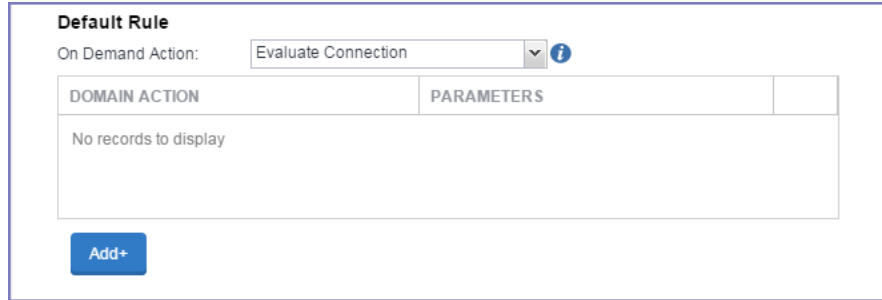 Default Rule
On Demand Action: Evaluate Connection i
DOMAIN ACTION PARAMETERS
No records to display
Add+